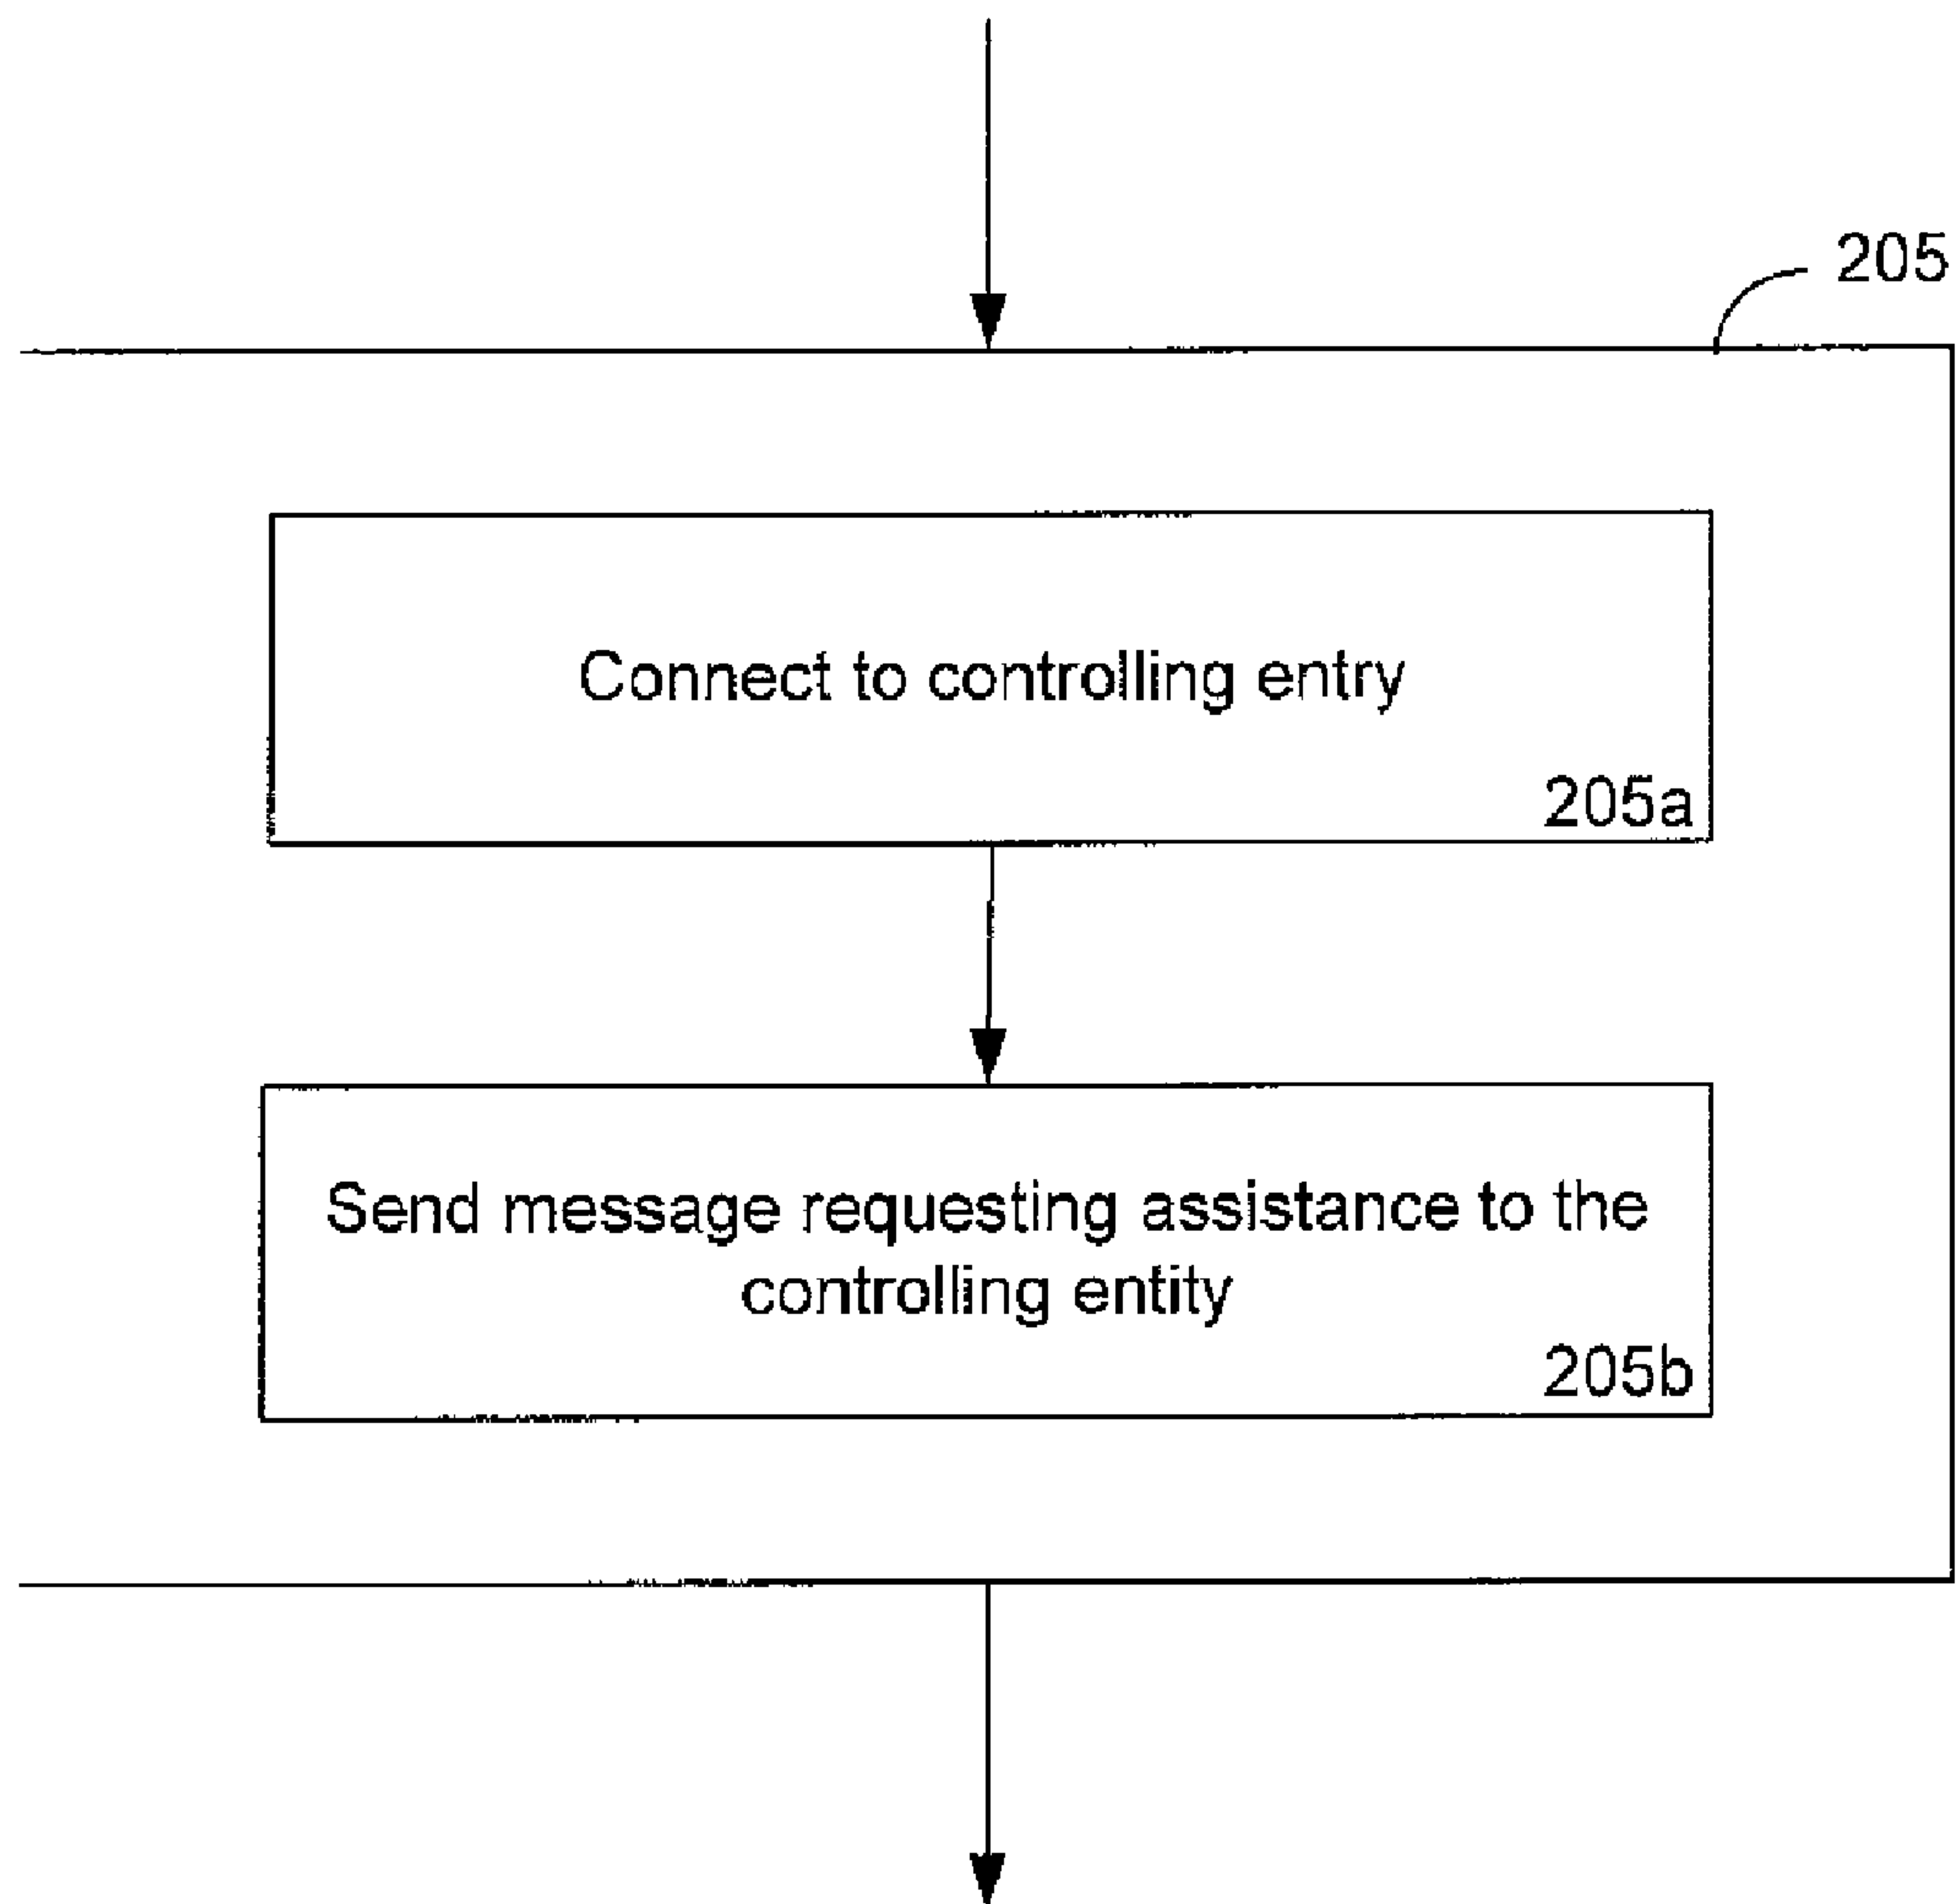 205
Connect to controlling entry
205a
Send message requesting assistance to the
controlling entity
205b